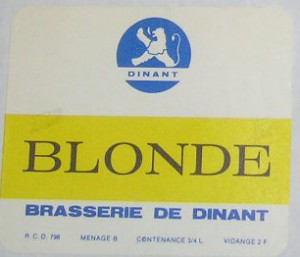 DINANT
BLONDE
BRASSERIE DE DINANT
R.C.D. 798 MENAGE B CONTENANCE 3/4 L. VIDANGE 2 F.